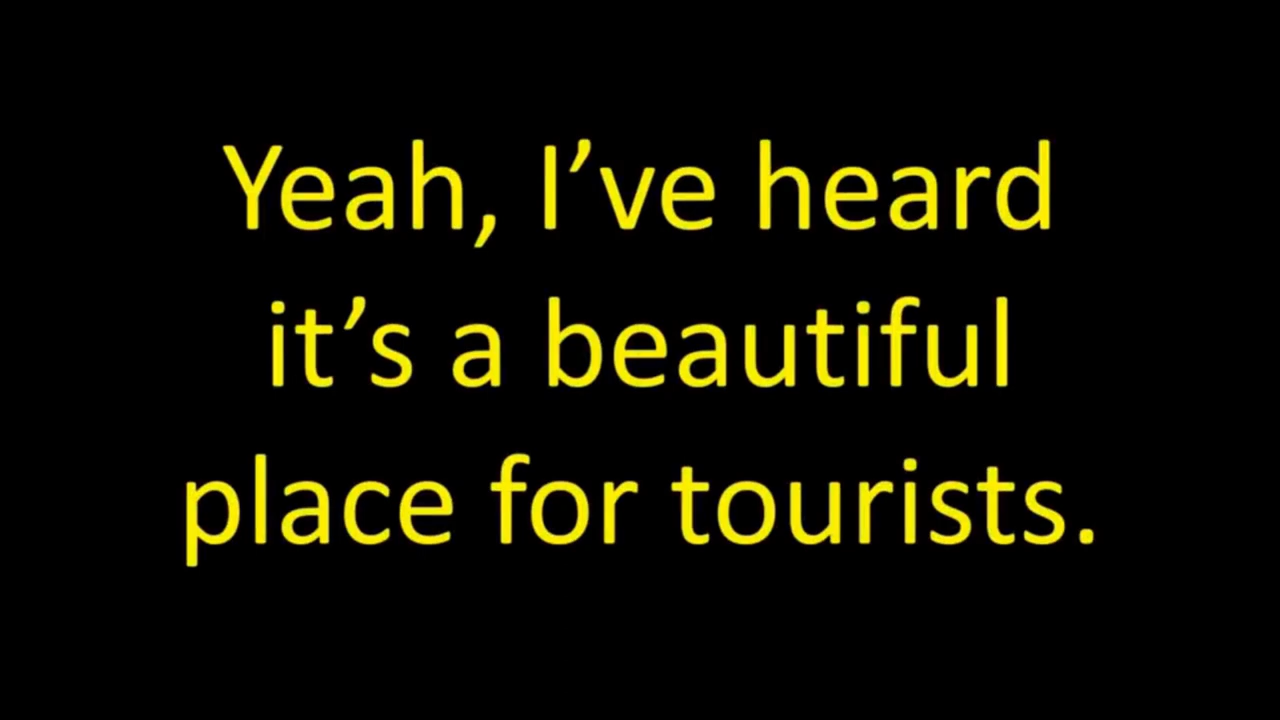 Yeah, I’ve heard
it’s a beautiful
place for tourists.